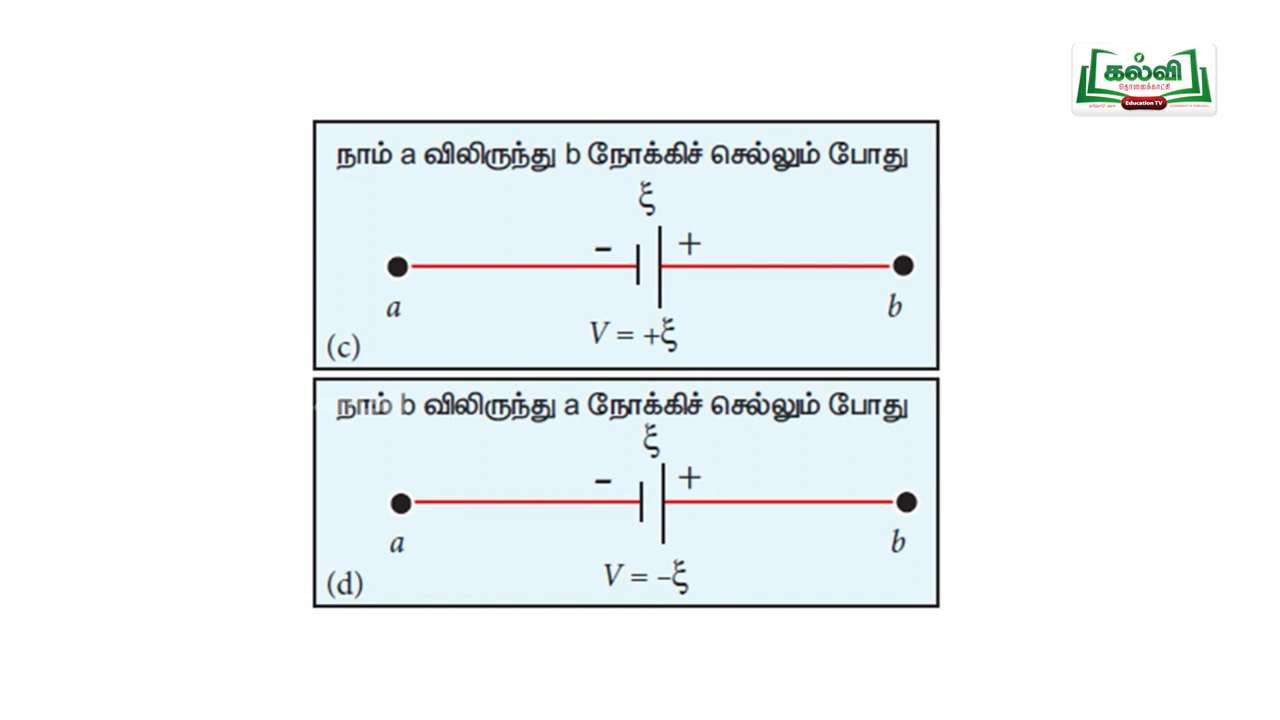 கல்வி
தொலைக்காட்சி
Education TV
நாம் a விலிருந்து b நோக்கிச் செல்லும் போது
ξ
– +
a b
V = +ξ
(c)
நாம் b விலிருந்து a நோக்கிச் செல்லும் போது
ξ
– +
a b
V = –ξ
(d)